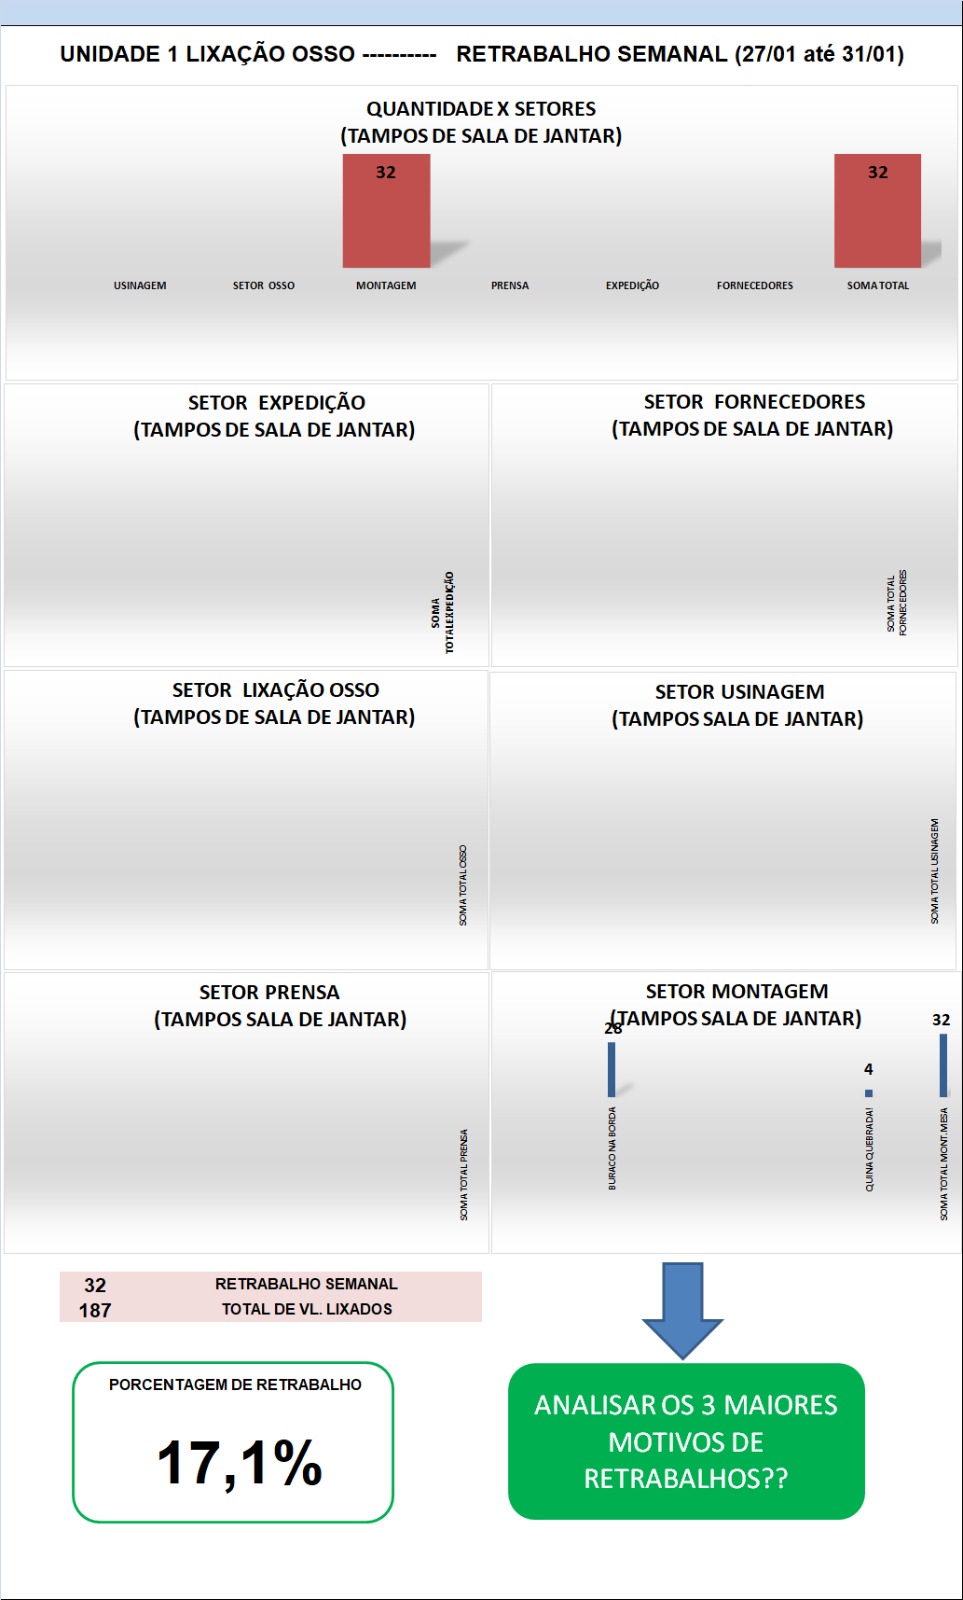 UNIDADE 1 LIXAÇÃO OSSO ---------- RETRABALHO SEMANAL (27/01 até 31/01)
QUANTIDADE X SETORES
(TAMPOS DE SALA DE JANTAR)
32
32
USINAGEM
SETOR OSSO
MONTAGEM
PRENSA
EXPEDIÇÃO
FORNECEDORES
SOMA TOTAL
SETOR EXPEDIÇÃO
(TAMPOS DE SALA DE JANTAR)
SOMA
TOTALEXPEDIÇÃO
SETOR FORNECEDORES
(TAMPOS DE SALA DE JANTAR)
SOMA TOTAL
FORNECEDORES
SETOR LIXAÇÃO OSSO
(TAMPOS DE SALA DE JANTAR)
SOMA TOTAL OSSO
SETOR USINAGEM
(TAMPOS SALA DE JANTAR)
SOMA TOTAL USINAGEM
SETOR PRENSA
(TAMPOS SALA DE JANTAR)
SOMA TOTAL PRENSA
SETOR MONTAGEM
(TAMPOS SALA DE JANTAR)
28
4
32
BURACO NA BORDA
QUINA QUEBRADA!
SOMA TOTAL MONT.MESA
32 RETRABALHO SEMANAL
187 TOTAL DE VL. LIXADOS
PORCENTAGEM DE RETRABALHO
17,1%
ANALISAR OS 3 MAIORES
MOTIVOS DE
RETRABALHOS??